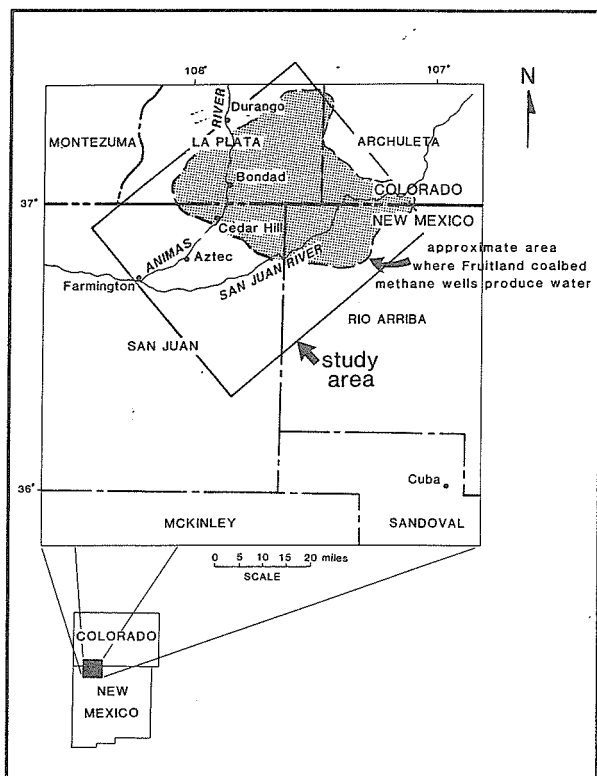 108°
107°
N
RIVER
Durango
MONTEZUMA
LA PLATA
ARCHULETA
Bondad
COLORADO
37°
NEW MEXICO
Cedar Hill
ANIMAS
Aztec
SAN JUAN RIVER
approximate area
where Fruitland coalbed
methane wells produce water
Farmington
RIO ARRIBA
SAN JUAN
study
area
Cuba
36°
MCKINLEY
SANDOVAL
0 5 10 15 20 miles
SCALE
COLORADO
NEW
MEXICO